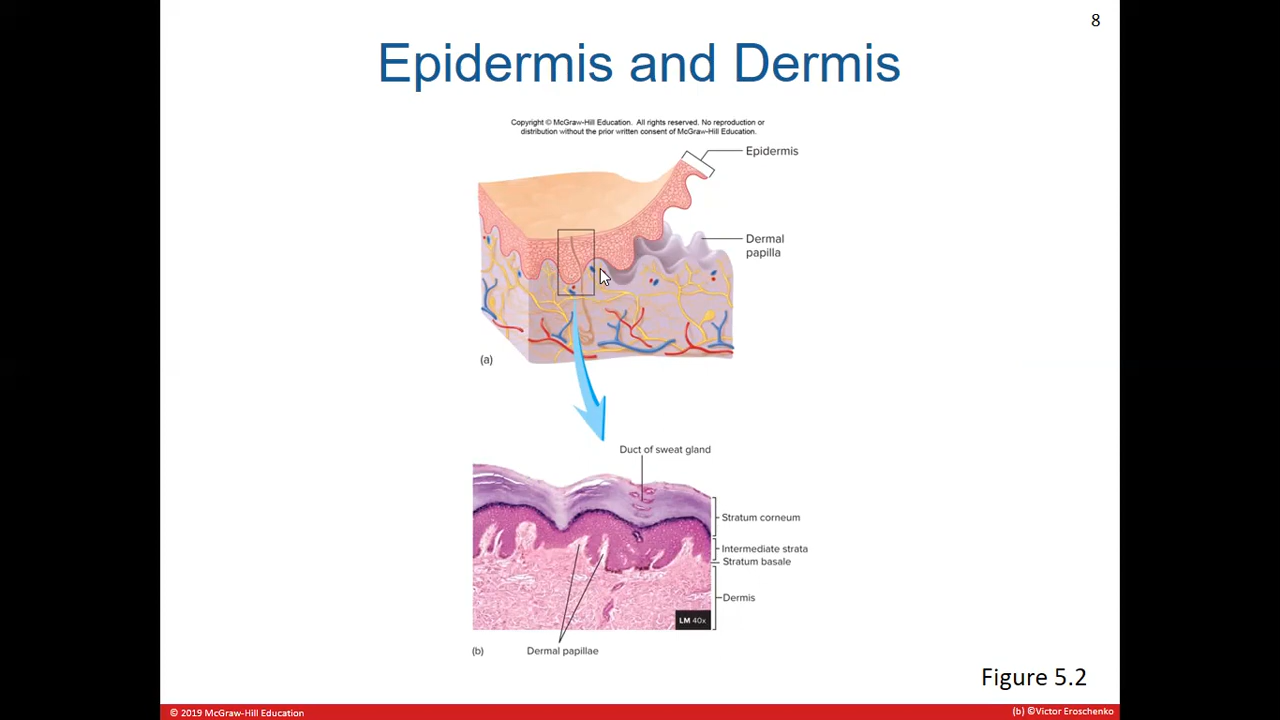 8
Epidermis and Dermis
Copyright © McGraw-Hill Education. All rights reserved. No reproduction or
distribution without the prior written consent of McGraw-Hill Education.
Epidermis
Dermal
papilla
(a)
Duct of sweat gland
Stratum corneum
Intermediate strata
Stratum basale
Dermis
LM 40x
(b)
Dermal papillae
Figure 5.2
© 2019 McGraw-Hill Education
(b) ©Victor Eroschenko